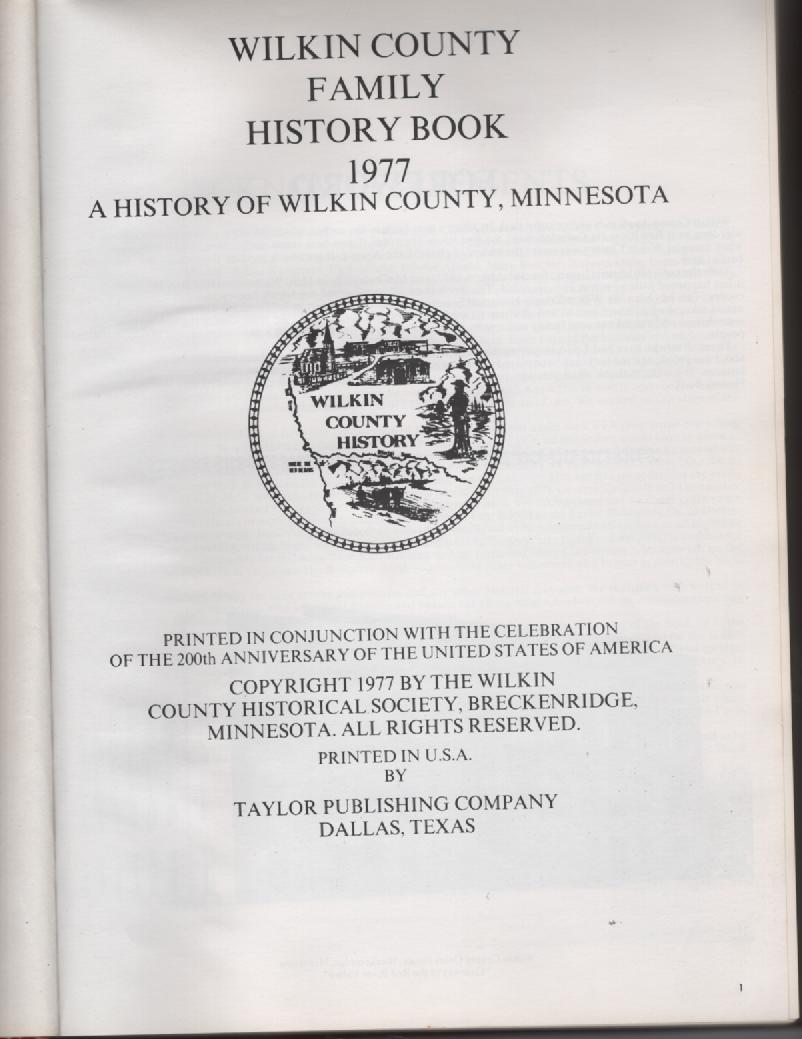 WILKIN COUNTY
FAMILY
HISTORY BOOK
1977
A HISTORY OF WILKIN COUNTY, MINNESOTA
WILKIN
COUNTY
HISTORY
PRINTED IN CONJUNCTION WITH THE CELEBRATION
OF THE 200th ANNIVERSARY OF THE UNITED STATES OF AMERICA
COPYRIGHT 1977 BY THE WILKIN
COUNTY HISTORICAL SOCIETY, BRECKENRIDGE,
MINNESOTA. ALL RIGHTS RESERVED.
PRINTED IN U.S.A.
BY
TAYLOR PUBLISHING COMPANY
DALLAS, TEXAS
1